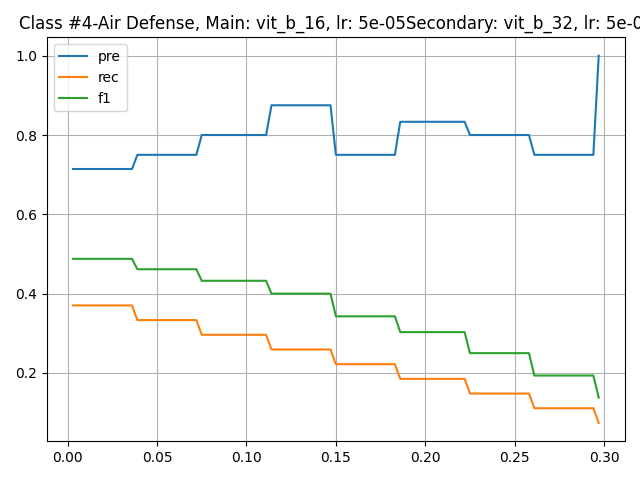 Class #4-Air Defense, Main: vit_b_16, lr: 5e-05Secondary: vit_b_32, lr: 5e-0
pre
rec
f1
1.0
0.8
0.6
0.4
0.2
0.00 0.05 0.10 0.15 0.20 0.25 0.30